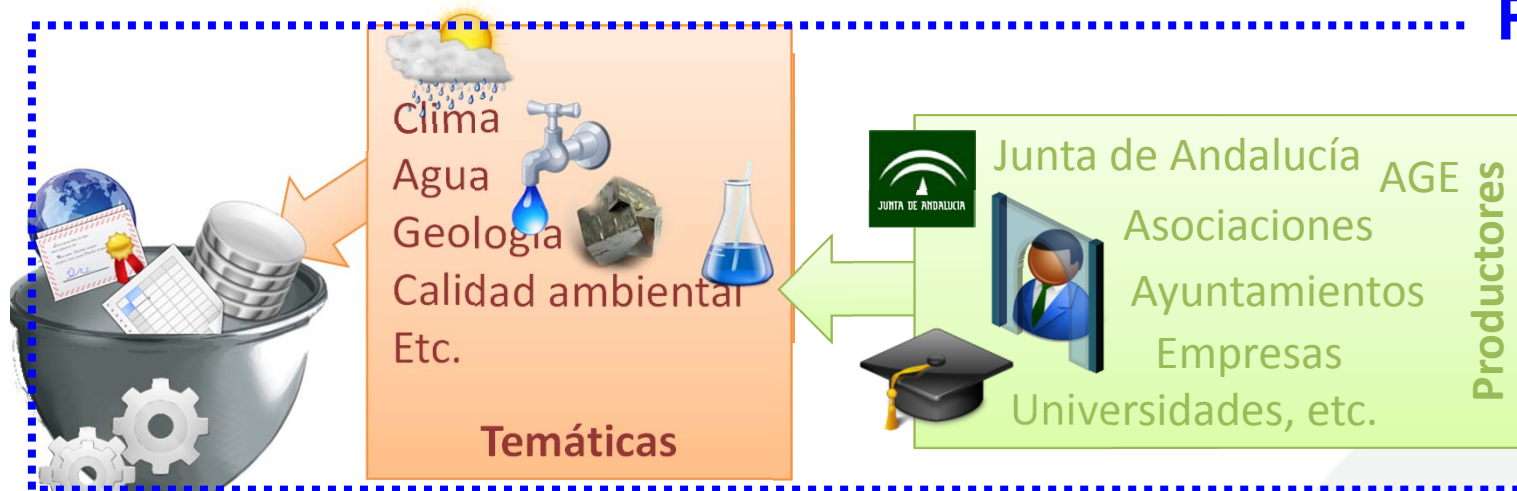 Clima
Agua
Geología
Calidad ambiental
Etc.
Temáticas
JUNTA DE ANDALUCIA
Junta de Andalucía
AGE
Asociaciones
Ayuntamientos
Empresas
Universidades, etc.
Productores